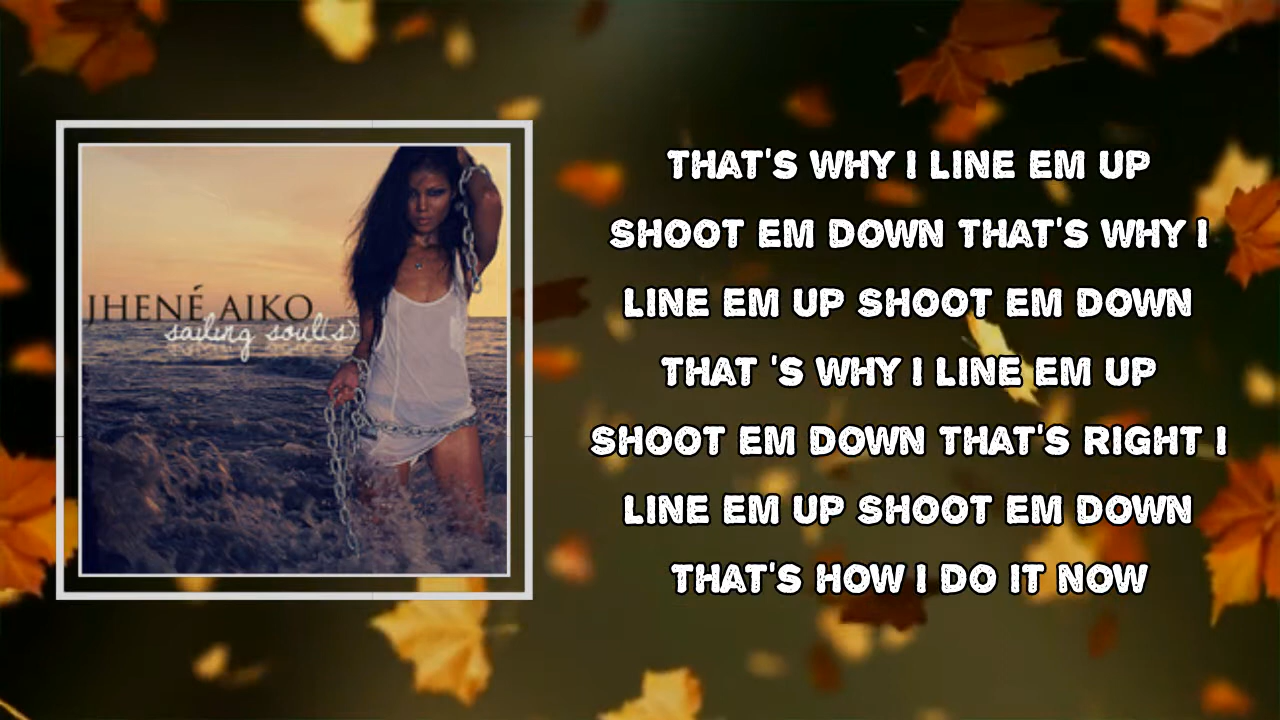 JHENÉ AIKO
sailing soul(s)
THAT'S WHY I LINE EM UP
SHOOT EM DOWN THAT'S WHY I
LINE EM UP SHOOT EM DOWN
THAT 'S WHY I LINE EM UP
SHOOT EM DOWN THAT'S RIGHT I
LINE EM UP SHOOT EM DOWN
THAT'S HOW I DO IT NOW